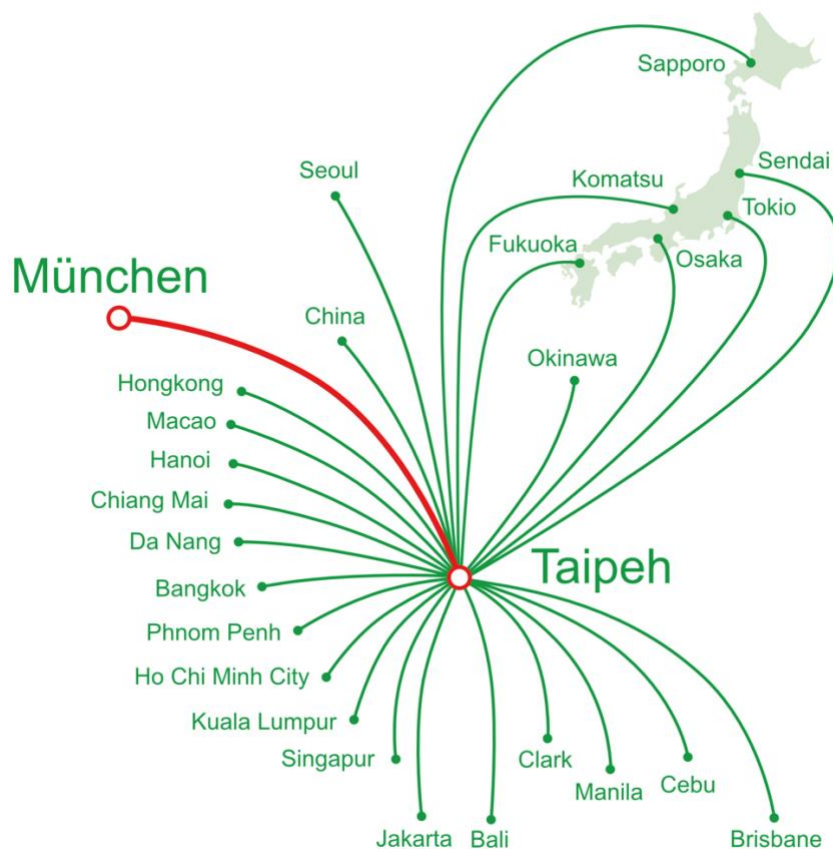 Sapporo
Sendai
Seoul
Komatsu
Tokio
Fukuoka
Osaka
München
China
Okinawa
Hongkong
Macao
Hanoi
Chiang Mai
Da Nang
Taipeh
Bangkok
Phnom Penh
Ho Chi Minh City
Kuala Lumpur
Singapur
Clark
Manila
Cebu
Jakarta
Bali
Brisbane